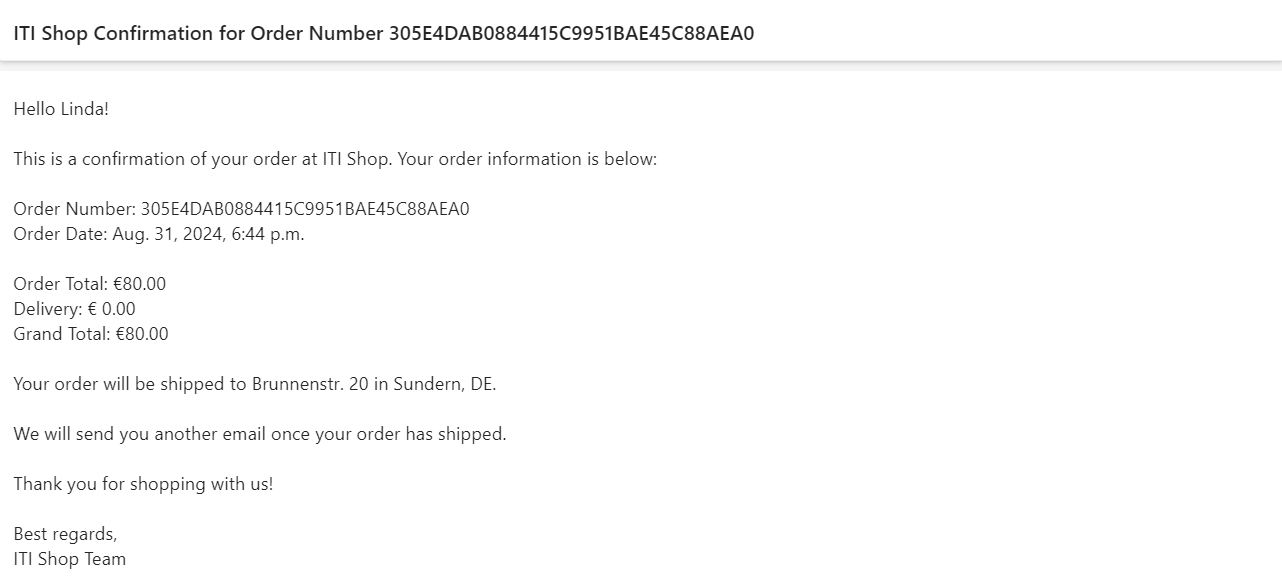 ITI Shop Confirmation for Order Number 305E4DAB0884415C9951BAE45C88AEA0
Hello Linda!
This is a confirmation of your order at ITI Shop. Your order information is below:
Order Number: 305E4DAB0884415C9951BAE45C88AEA0
Order Date: Aug. 31, 2024, 6:44 p.m.
Order Total: €80.00
Delivery: € 0.00
Grand Total: €80.00
Your order will be shipped to Brunnenstr. 20 in Sundern, DE.
We will send you another email once your order has shipped.
Thank you for shopping with us!
Best regards,
ITI Shop Team